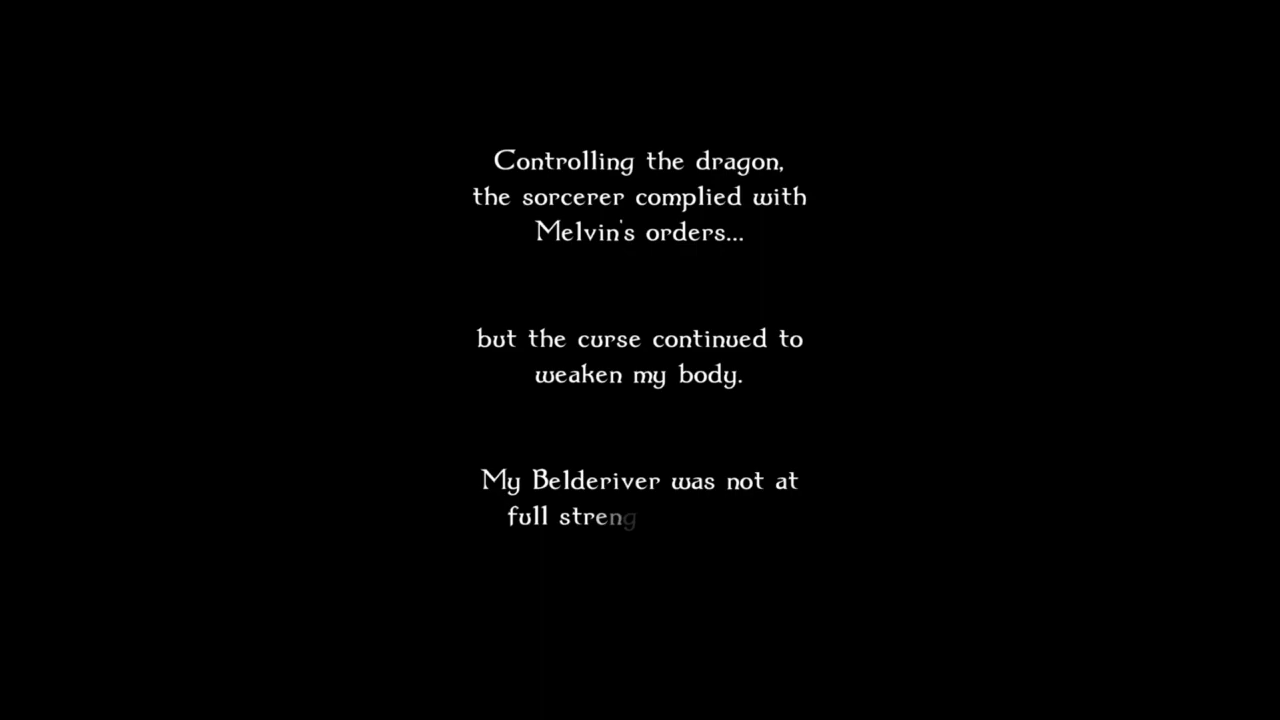 Controlling the dragon,
the sorcerer complied with
Melvin's orders...
but the curse continued to
weaken my body.
My Belderiver was not at
full streng